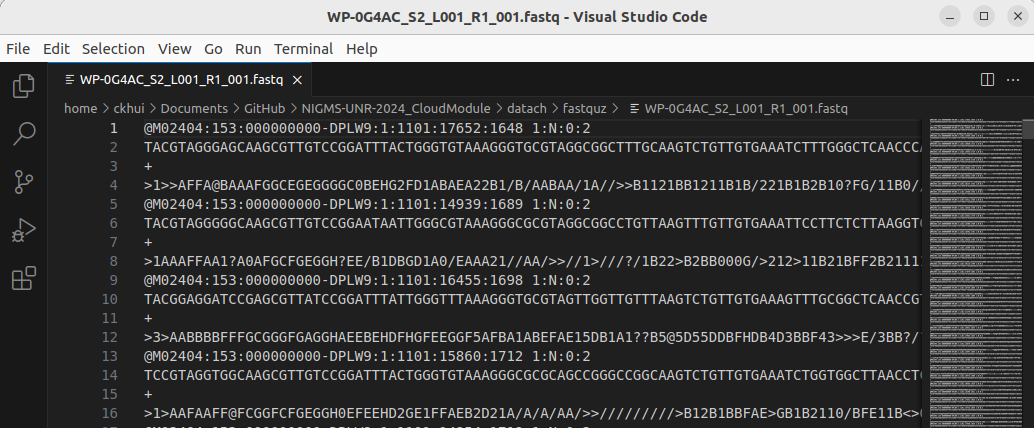 WP-0G4AC_S2_L001_R1_001.fastq - Visual Studio Code
File Edit Selection View Go Run Terminal Help
WP-0G4AC_S2_L001_R1_001.fastq
home > ckhui > Documents > GitHub > NIGMS-UNR-2024_CloudModule > datach > fastquz > WP-0G4AC_S2_L001_R1_001.fastq
1 @M02404:153:000000000-DPLW9:1:1101:17652:1648 1:N:0:2
2 TACGTAGGGAGCAAGCGTTGTCCGGATTTACTGGGTGTAAAGGGTGCGTAGGCGGCTTTGCAAGTCTGTTGTGAAATCTTTGGGCTCAACCC
3 +
4 >1>>AFFA@BAAAFGGCEGEGGGGC0BEHG2FD1ABAEA22B1/B/AABAA/1A//>>B1121BB1211B1B/221B1B2B10?FG/11B0/
5 @M02404:153:000000000-DPLW9:1:1101:14939:1689 1:N:0:2
6 TACGTAGGGGGCAAGCGTTGTCCGGAATAATTGGGCGTAAAGGGCGCGTAGGCGGCCTGTTAAGTTTGTTGTGAAATTCCTTCTCTTAAGGT
7 +
8 >1AAAFFAA1?A0AFGCFGEGGH?EE/B1DBGD1A0/EAAA21//AA/>>//1>///?/1B22>B2BB000G/>212>11B21BFF2B2111
9 @M02404:153:000000000-DPLW9:1:1101:16455:1698 1:N:0:2
10 TACGGAGGATCCGAGCGTTATCCGGATTTATTGGGTTTAAAGGGTGCGTAGTTGGTTGTTTAAGTCTGTTGTGAAAGTTTGCGGCTCAACCG
11 +
12 >3>AABBBBFFFGCGGGFGAGGHAEEBEHDFHGFEEGGF5AFBA1ABEFAE15DB1A1??B5@5D55DDBFHDB4D3BBF43>>>E/3BB?/
13 @M02404:153:000000000-DPLW9:1:1101:15860:1712 1:N:0:2
14 TCCGTAGGTGGCAAGCGTTGTCCGGATTTACTGGGTGTAAAGGGCGCGCAGCCGGGCCGGCAAGTCTGTTGTGAAATCTGGTGGCTTAACCT
15 +
16 >1>AAFAAFF@FCGGFCFGEGGH0EFEEHD2GE1FFAEB2D21A/A/A/AA/>>/////////>B12B1BBFAE>GB1B2110/BFE11B<>